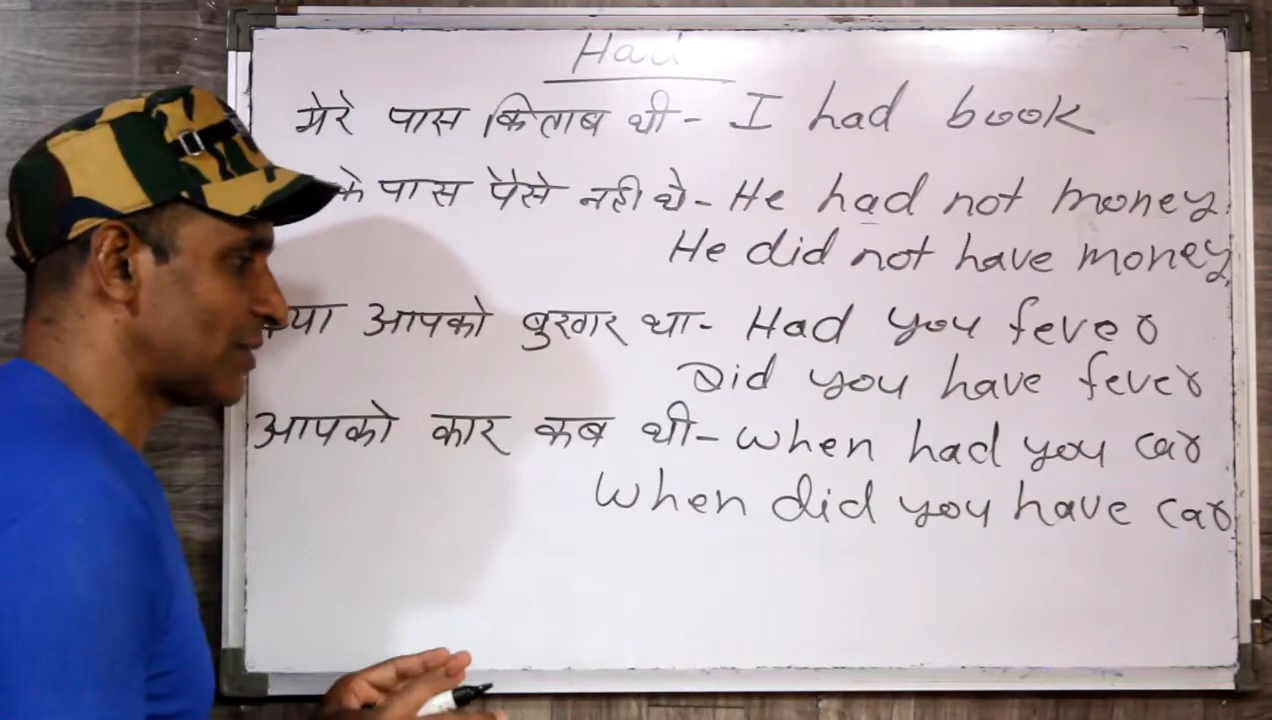 Had
मेरे पास किताब थी - I had book
के पास पैसे नही थे - He had not money
He did not have money
क्या आपको बुखार था - Had you fever
Did you have fever
आपको कार कब थी - when had you car
When did you have car